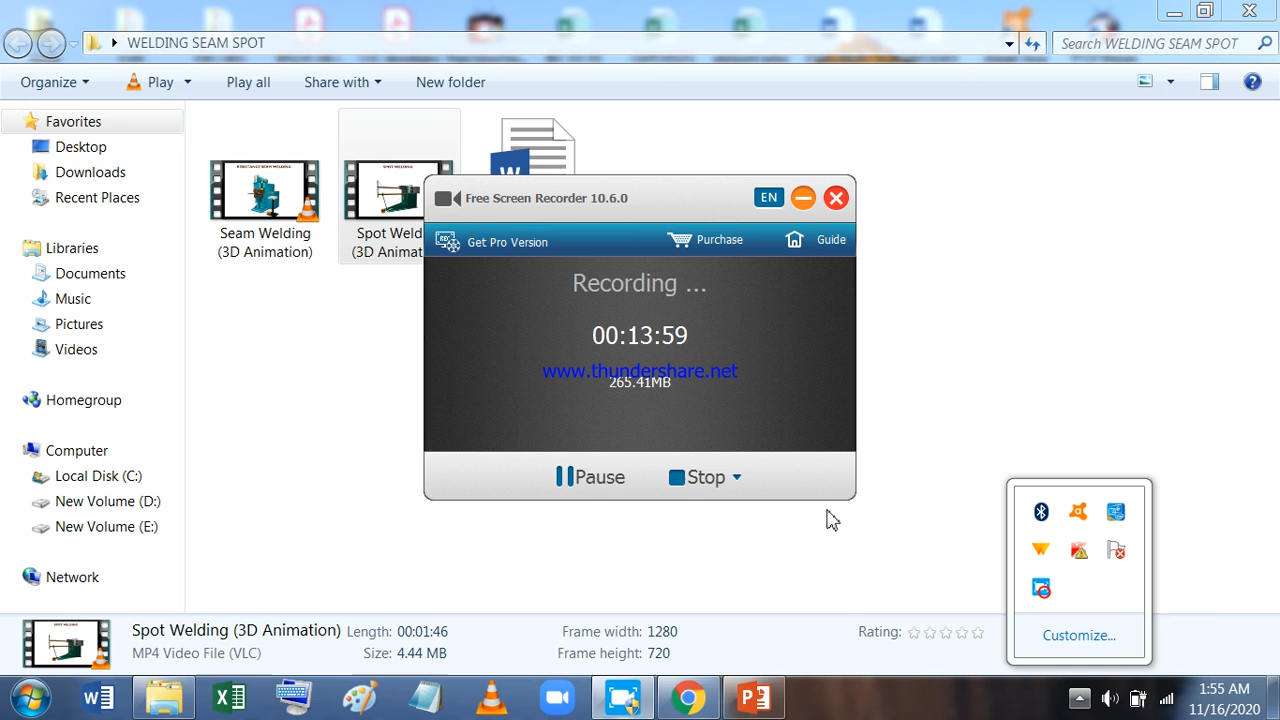 WELDING SEAM SPOT
Search WELDING SEAM SPOT
Organize Play Play all Share with New folder
Favorites
Desktop
Downloads
Recent Places
Libraries
Documents
Music
Pictures
Videos
Homegroup
Computer
Local Disk (C:)
New Volume (D:)
New Volume (E:)
Network
SPOT WELDING
Seam Welding
(3D Animation)
Spot Weld
(3D Animat
W
Free Screen Recorder 10.6.0
EN
Get Pro Version
Purchase
Guide
Recording ...
00:13:59
www.thundershare.net
265.41MB
Pause
Stop
Customize...
SPOT WELDING
Spot Welding (3D Animation)
MP4 Video File (VLC)
Length: 00:01:46
Size: 4.44 MB
Frame width: 1280
Frame height: 720
Rating:
1:55 AM
11/16/2020